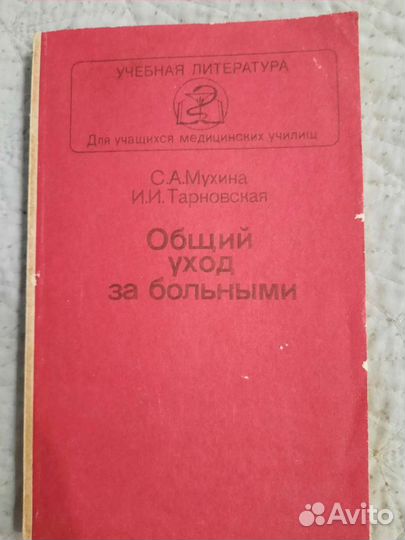 УЧЕБНАЯ ЛИТЕРАТУРА
Для учащихся медицинских училищ
С.А.Мухина
И.И.Тарновская
Общий
уход
за больными
Avito